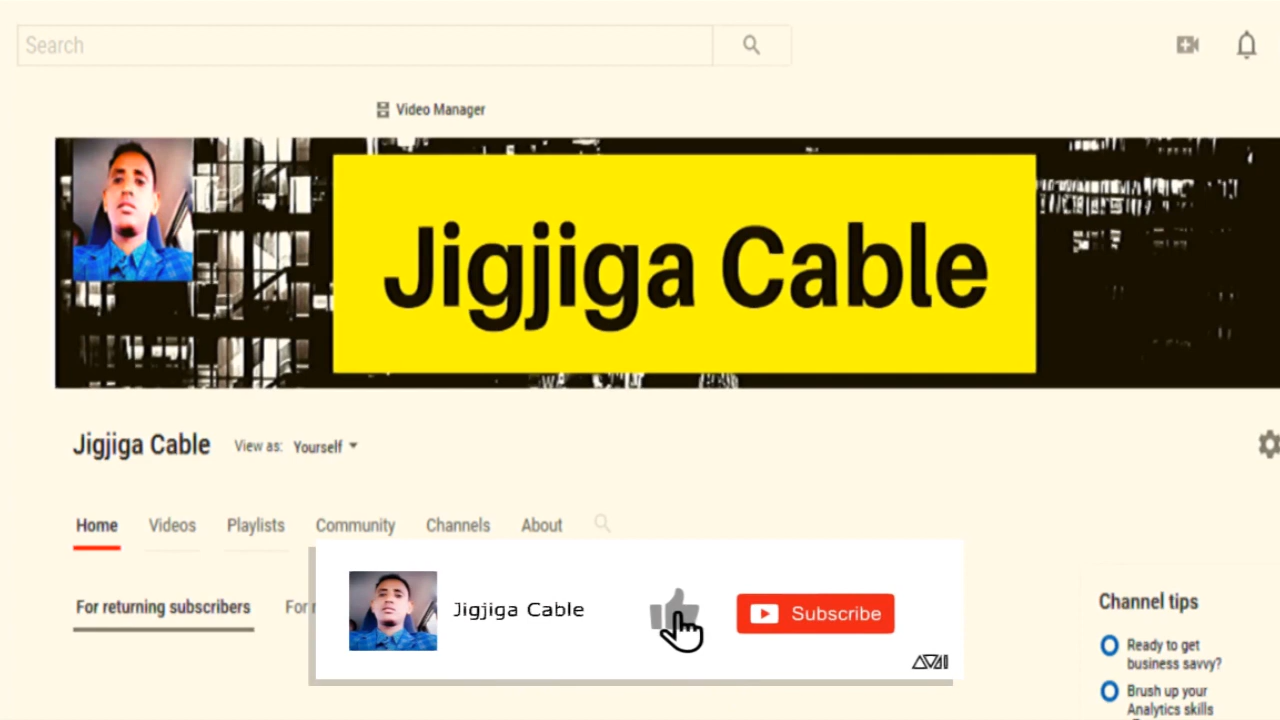 Search
Video Manager
Jigjiga Cable
Jigjiga Cable View as: Yourself
Home Videos Playlists Community Channels About
For returning subscribers For
Jigjiga Cable
Subscribe
Channel tips
Ready to get
business savvy?
Brush up your
Analytics skills